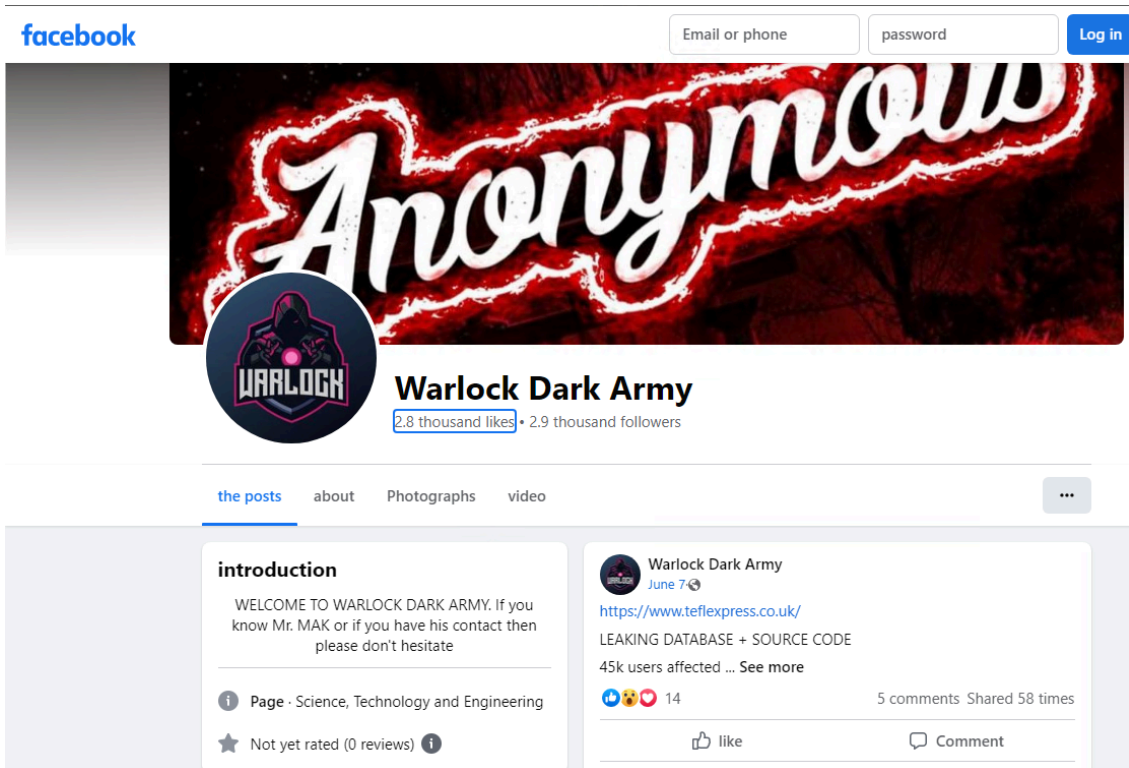 facebook
Email or phone
password
Log in
Anonymous
WARLOCK
Warlock Dark Army
2.8 thousand likes • 2.9 thousand followers
the posts
about
Photographs
video
...
introduction
WELCOME TO WARLOCK DARK ARMY. If you
know Mr. MAK or if you have his contact then
please don't hesitate
Page · Science, Technology and Engineering
Not yet rated (0 reviews)
WARLOCK
Warlock Dark Army
June 7·
https://www.teflexpress.co.uk/
LEAKING DATABASE + SOURCE CODE
45k users affected ... See more
14
5 comments Shared 58 times
like
Comment